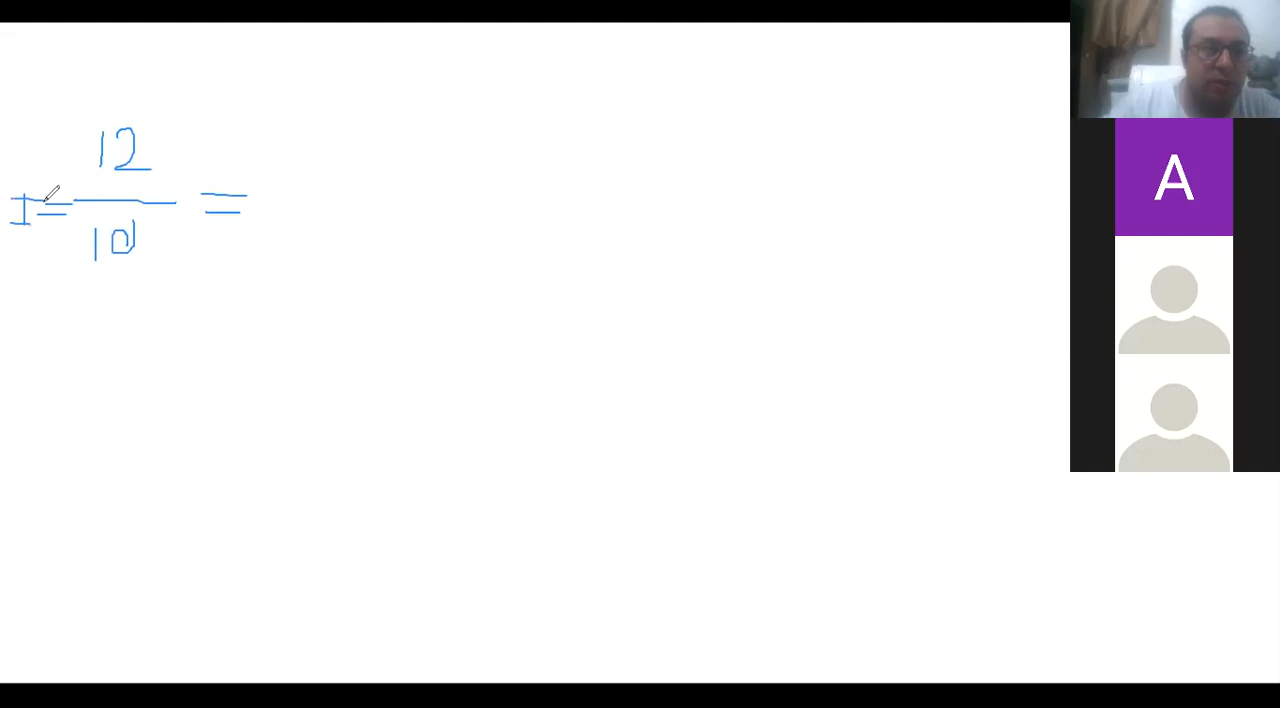 12
I= —— =
10
A